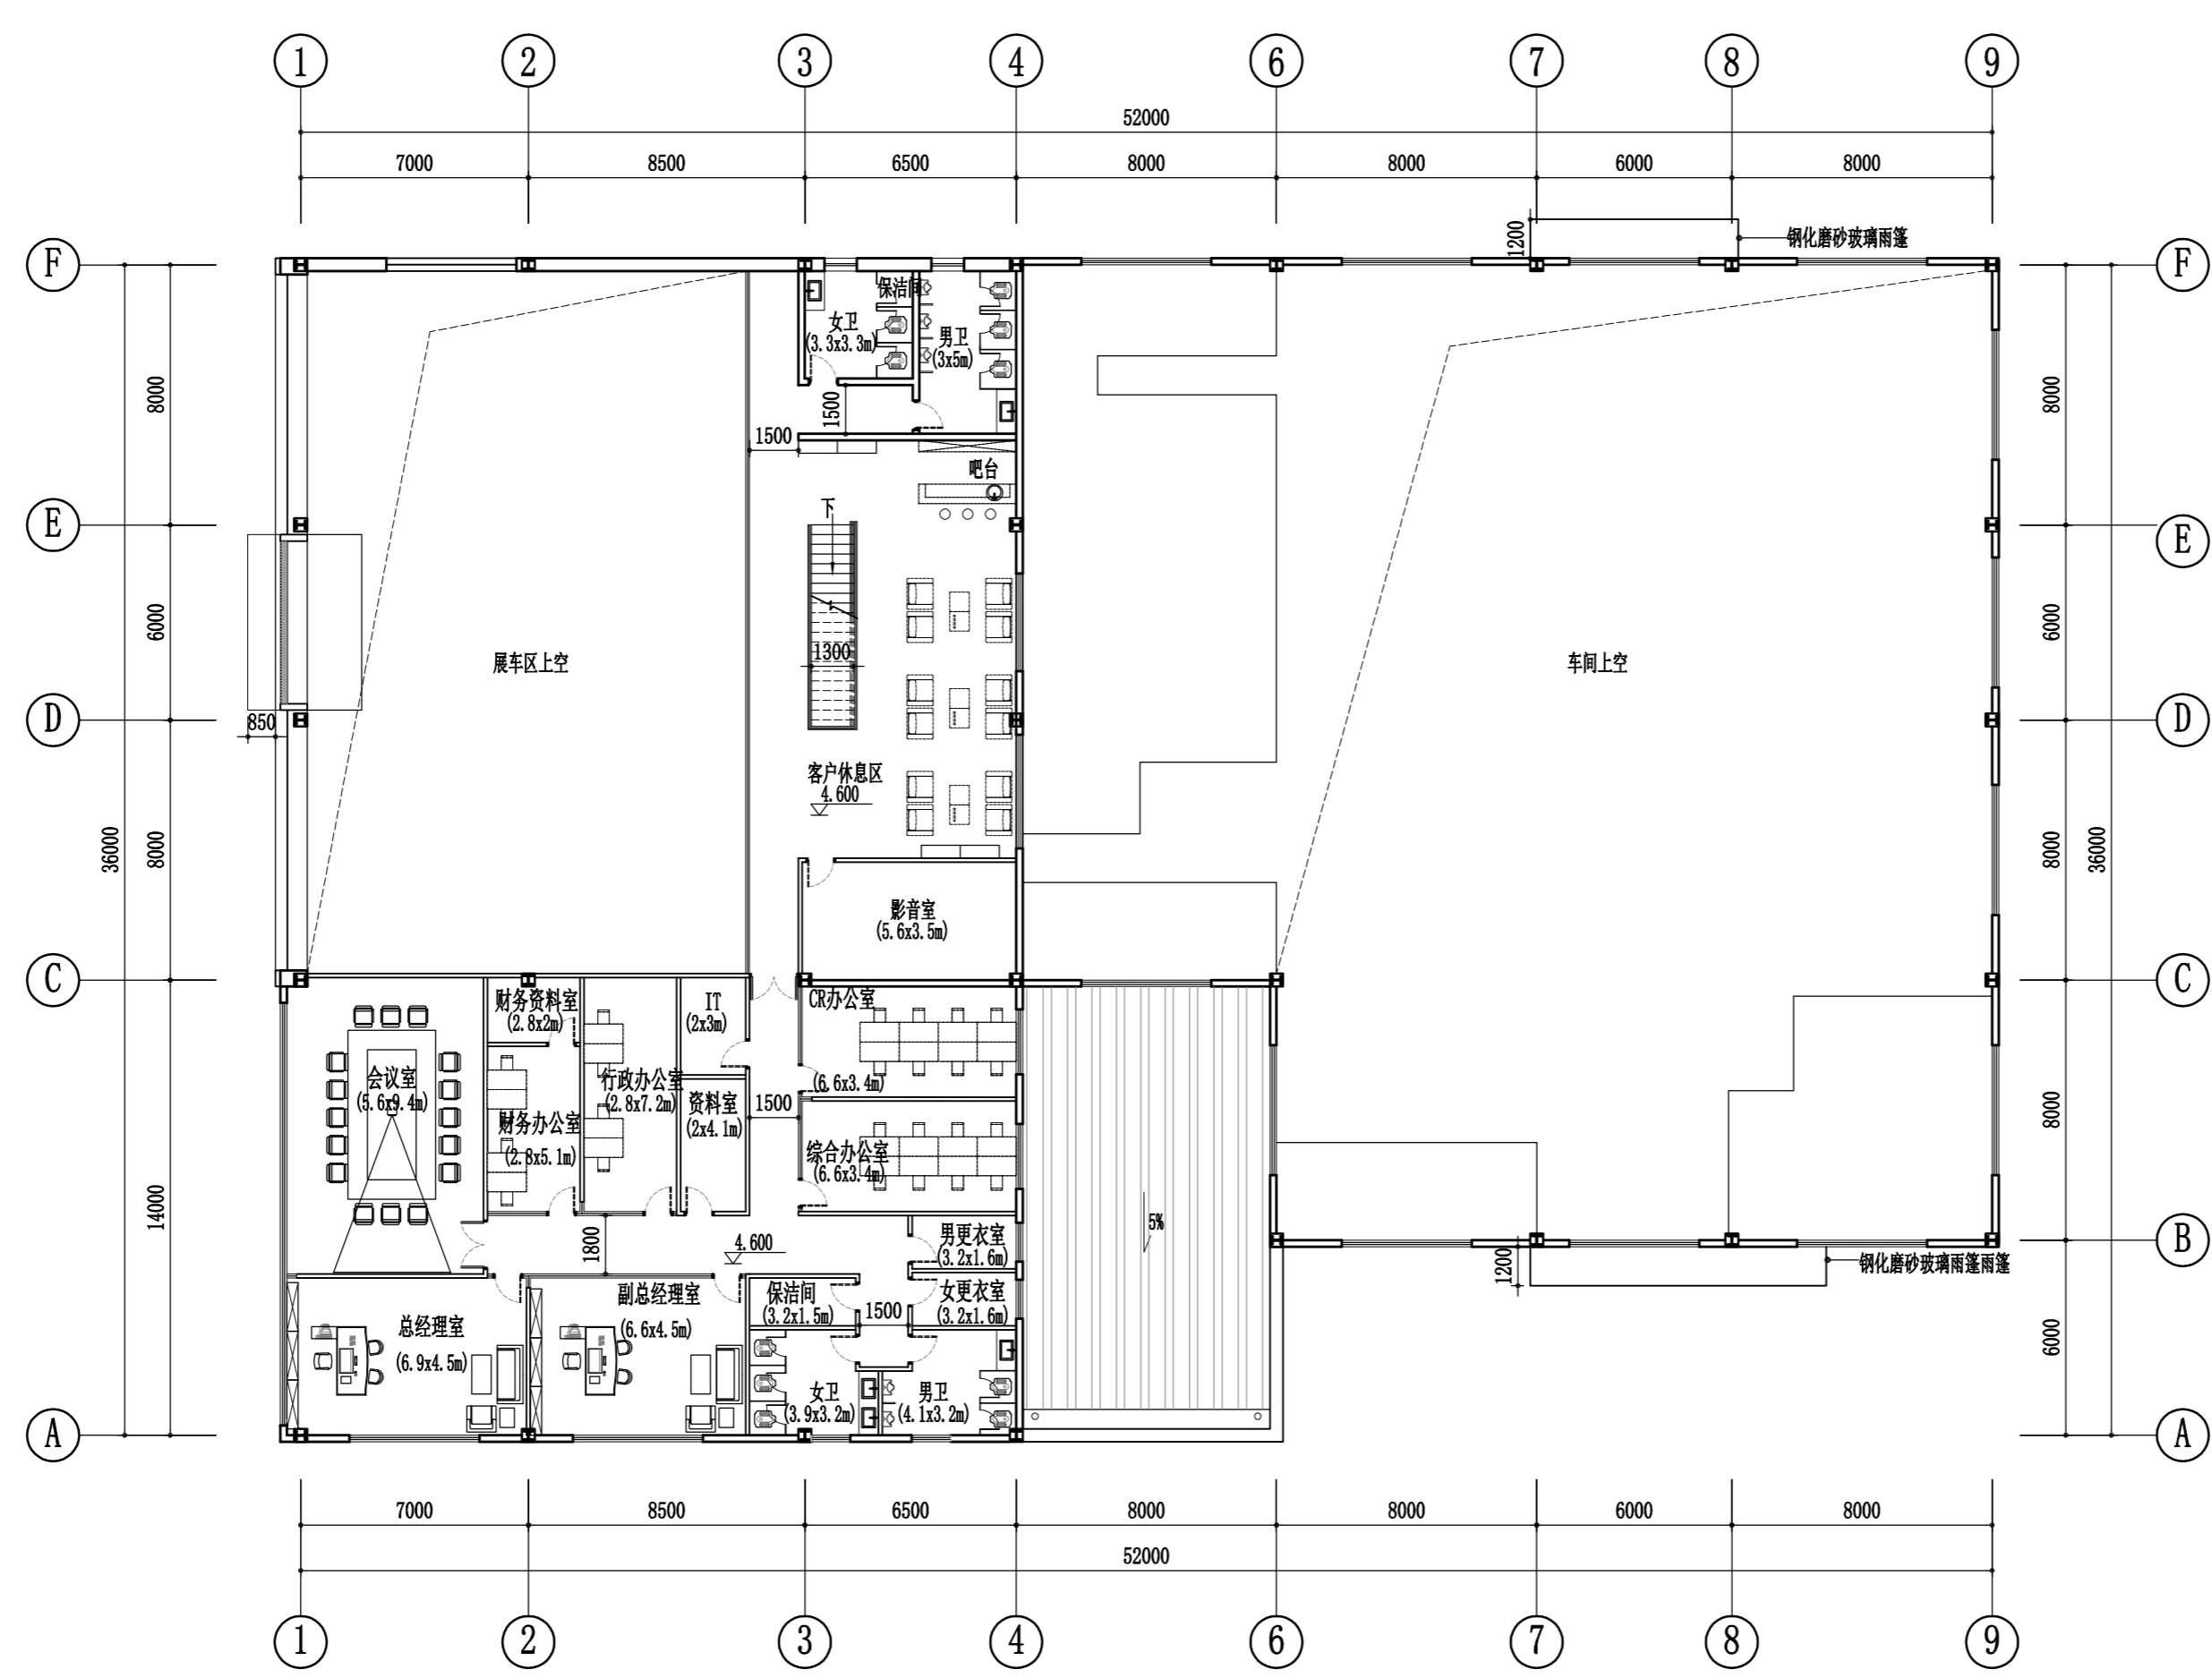 1 2 3 4 6 7 8 9
52000
7000 8500 6500 8000 8000 6000 8000
1200
钢化磨砂玻璃雨篷
F
F
保洁间
女卫
(3.3x3.3m)
男卫
(3x5m)
8000
8000
1500
1500
吧台
下
E
E
6000
6000
1300
展车区上空
车间上空
D
D
850
客户休息区
4.600
36000
8000
8000
36000
影音室
(5.6x3.5m)
C
C
财务资料室
(2.8x2m)
IT
(2x3m)
CR办公室
(6.6x3.4m)
会议室
(5.6x9.4m)
行政办公室
(2.8x7.2m)
资料室
(2x4.1m)
1500
财务办公室
(2.8x5.1m)
综合办公室
(6.6x3.4m)
8000
14000
5%
1800
4.600
男更衣室
(3.2x1.6m)
B
1200
钢化磨砂玻璃雨篷雨篷
副总经理室
(6.6x4.5m)
保洁间
(3.2x1.5m)
1500
女更衣室
(3.2x1.6m)
总经理室
(6.9x4.5m)
6000
女卫
(3.9x3.2m)
男卫
(4.1x3.2m)
A
A
7000 8500 6500 8000 8000 6000 8000
52000
1 2 3 4 6 7 8 9